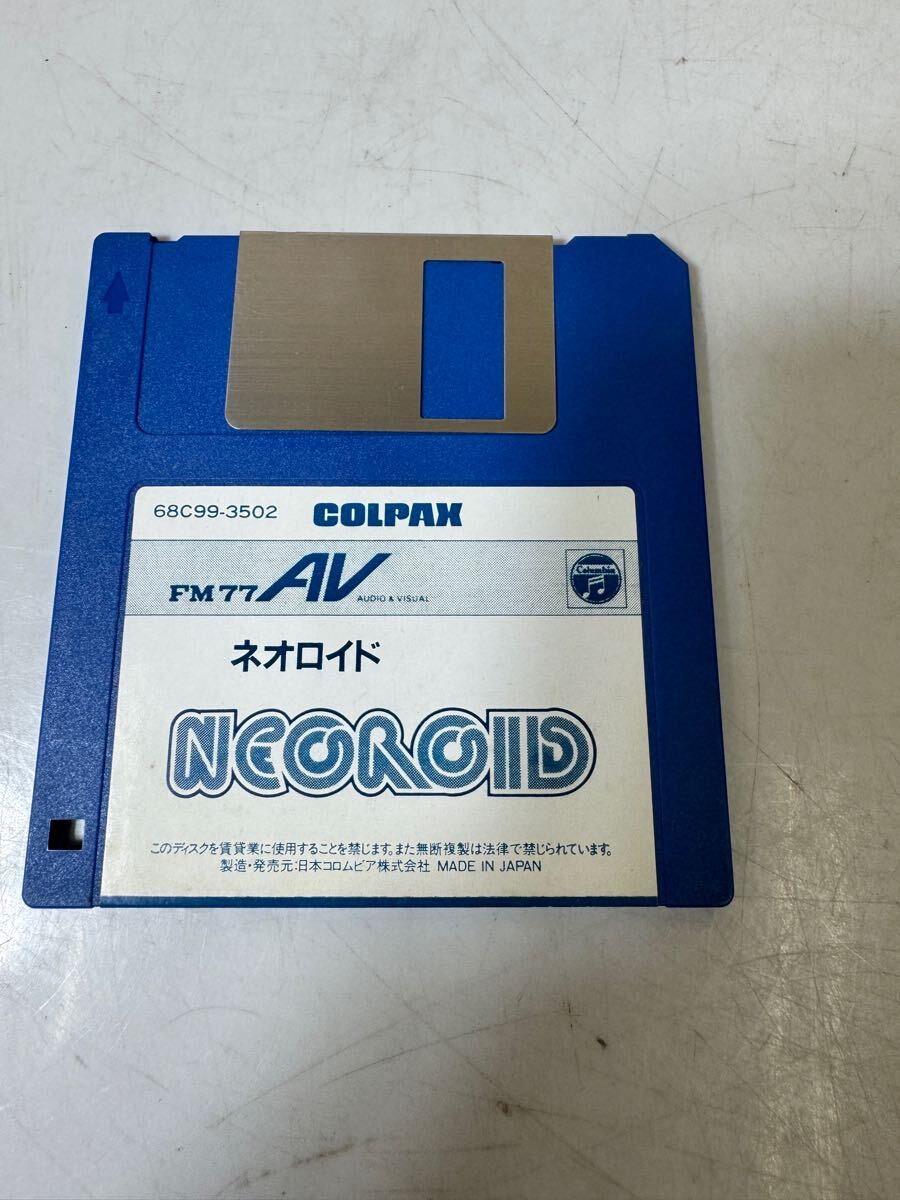 68C99-3502 COLPAX
FM77AV AUDIO & VISUAL
Columbia
ネオロイド
NEOROID
このディスクを賃貸業に使用することを禁じます。また無断複製は法律で禁じられています。
製造・発売元:日本コロムビア株式会社 MADE IN JAPAN